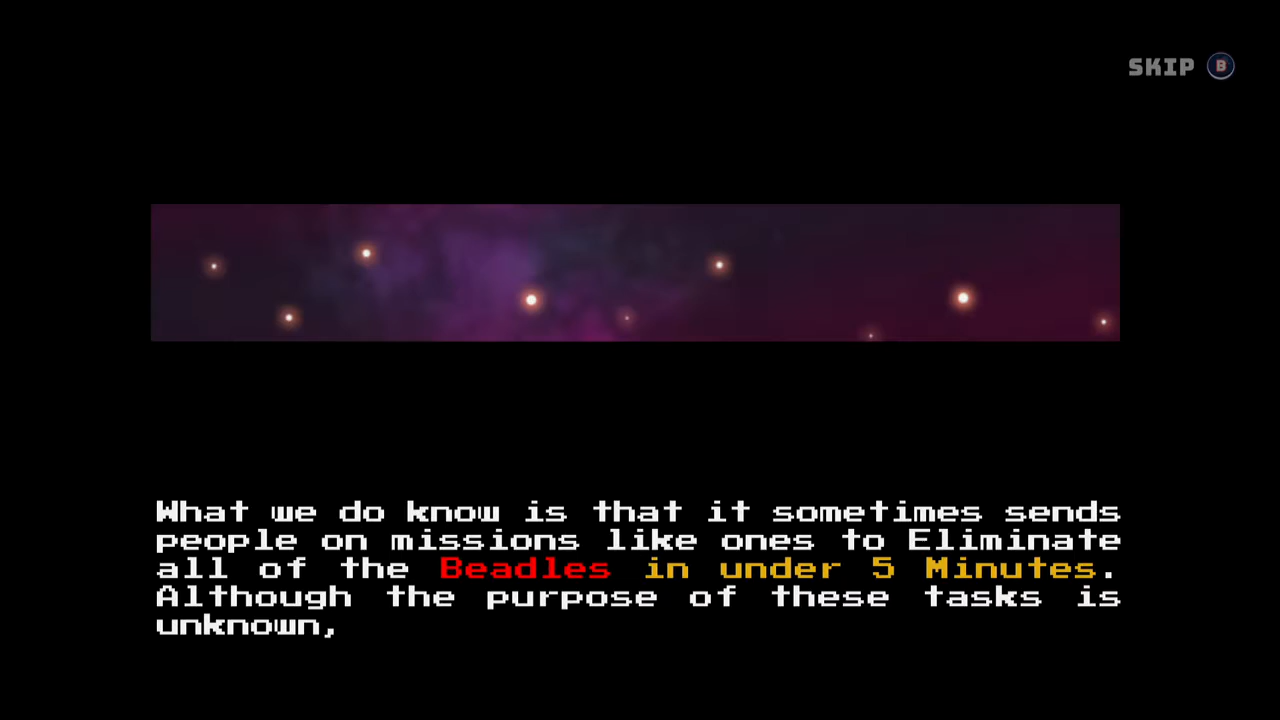 SKIP B
What we do know is that it sometimes sends
people on missions like ones to Eliminate
all of the Beadles in under 5 Minutes.
Although the purpose of these tasks is
unknown,